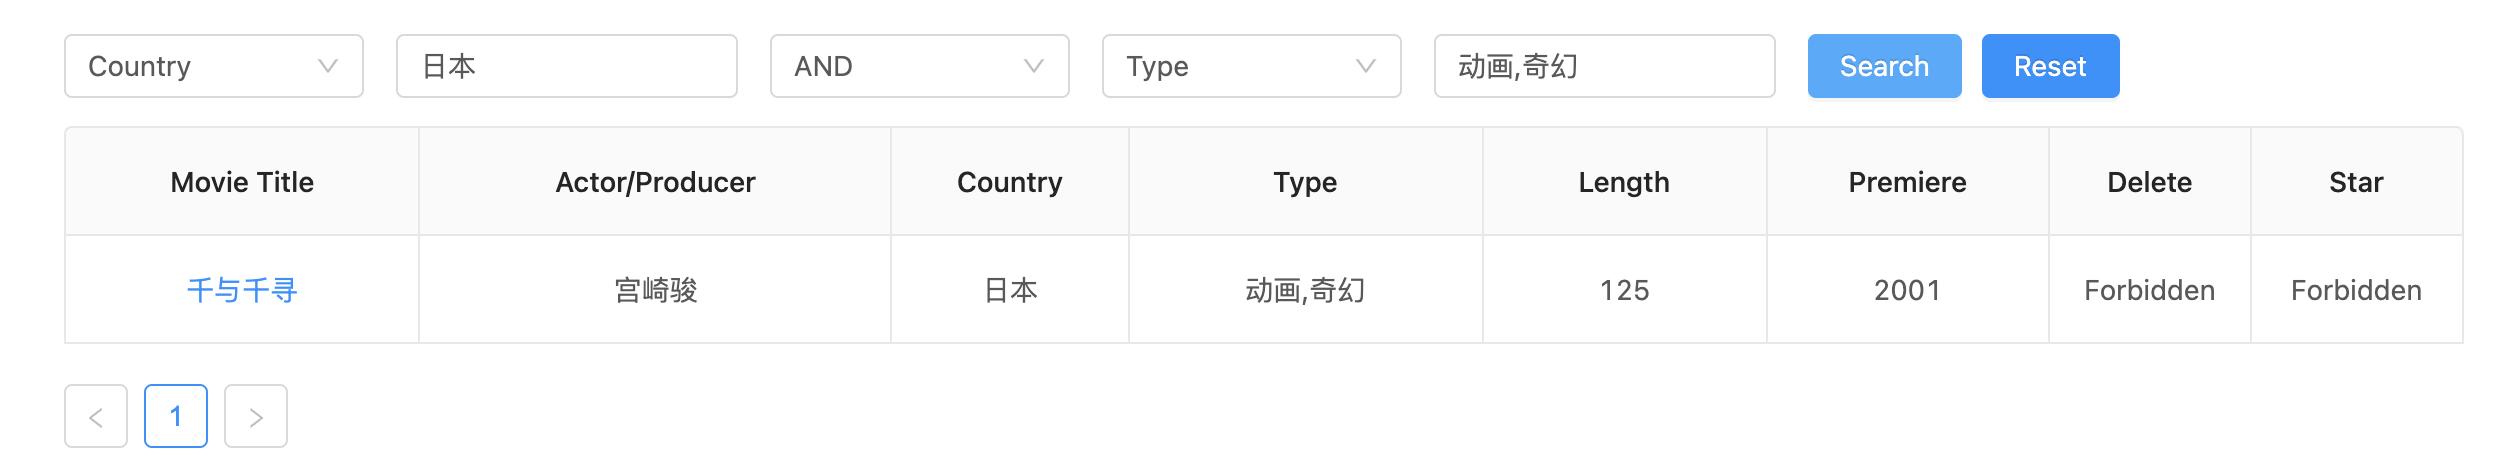 Country 日本 AND Type 动画,奇幻 Search Reset
Movie Title Actor/Producer Country Type Length Premiere Delete Star
千与千寻 宫崎骏 日本 动画,奇幻 125 2001 Forbidden Forbidden
< 1 >